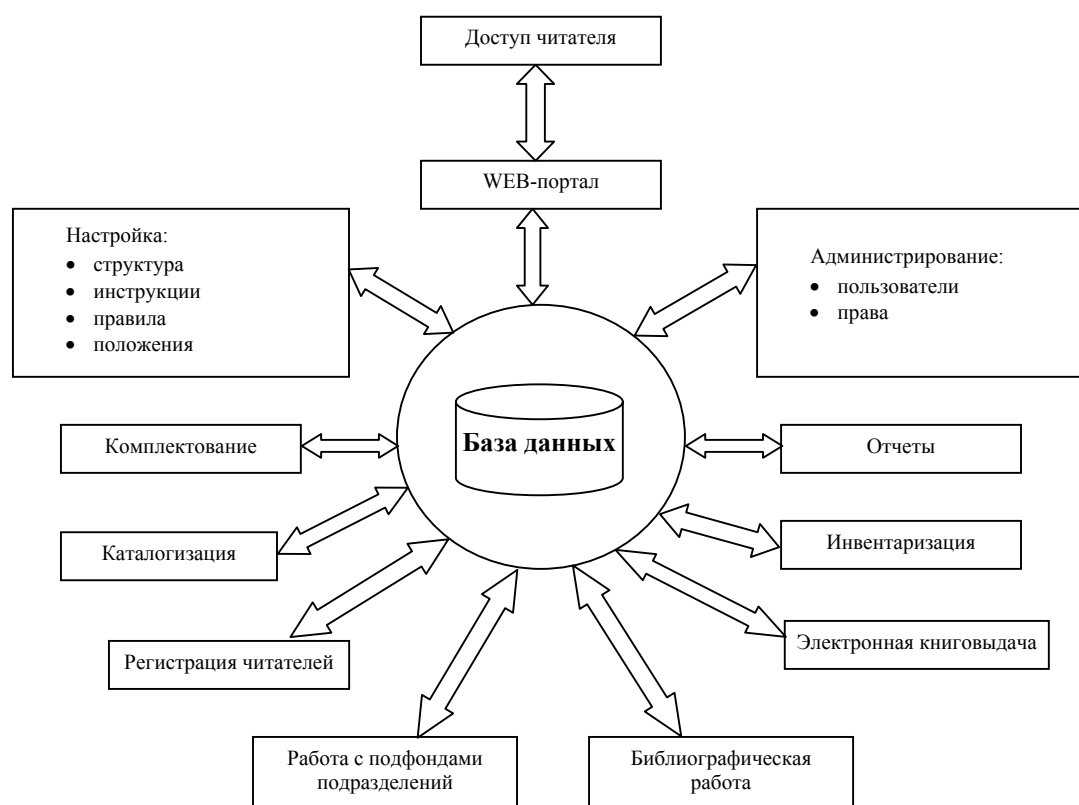 Доступ читателя
WEB-портал
Настройка:
• структура
• инструкции
• правила
• положения
Администрирование:
• пользователи
• права
База данных
Комплектование
Отчеты
Каталогизация
Инвентаризация
Регистрация читателей
Электронная книговыдача
Работа с подфондами
подразделений
Библиографическая
работа